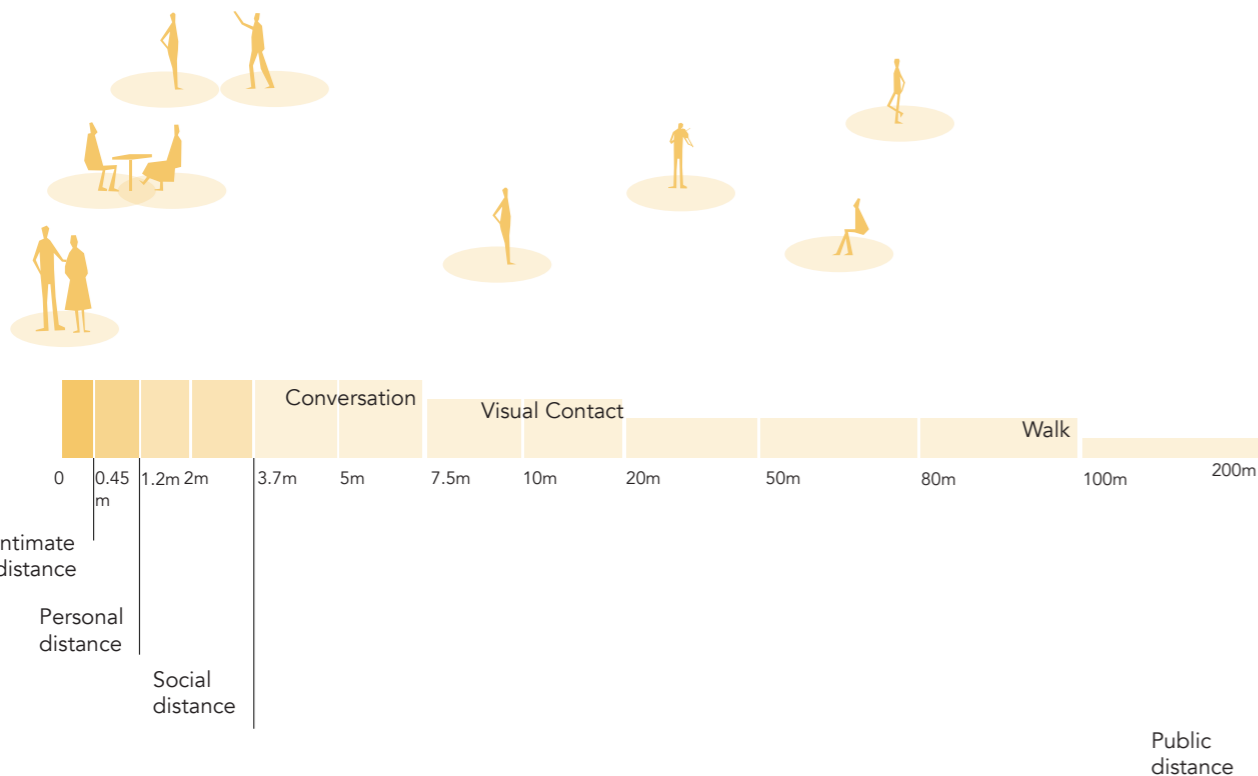 Conversation
Visual Contact
Walk
0
0.45
m
1.2m
2m
3.7m
5m
7.5m
10m
20m
50m
80m
100m
200m
ntimate
distance
Personal
distance
Social
distance
Public
distance